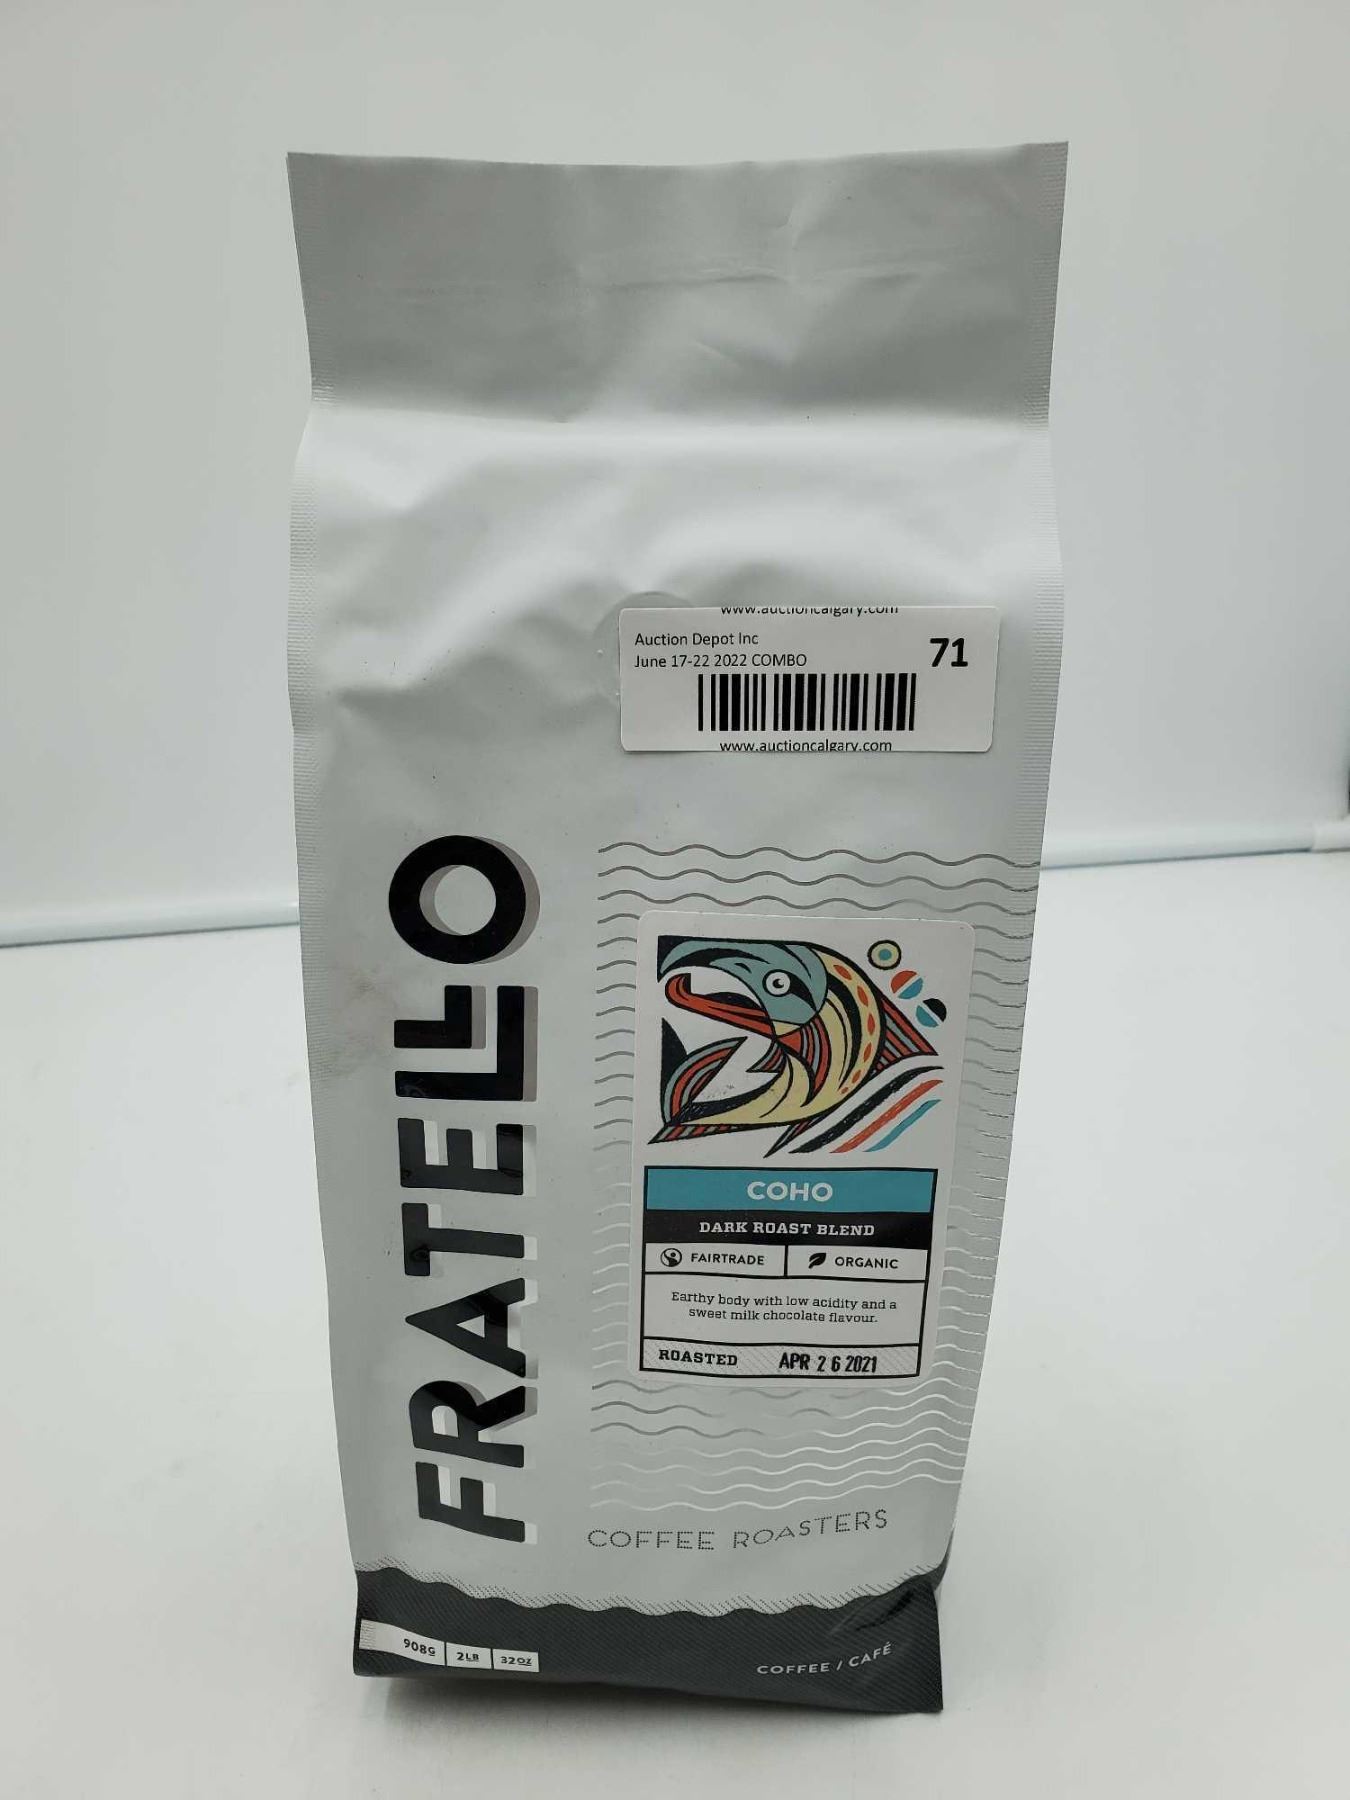 www.auctioncalgary.com
Auction Depot Inc
71
June 17-22 2022 COMBO
www.auctioncalgary.com
FRATELLO
COHO
DARK ROAST BLEND
FAIRTRADE
ORGANIC
Earthy body with low acidity and a
sweet milk chocolate flavour.
ROASTED APR 26 2021
COFFEE ROASTERS
908G 2LB 32OZ
COFFEE / CAFÉ